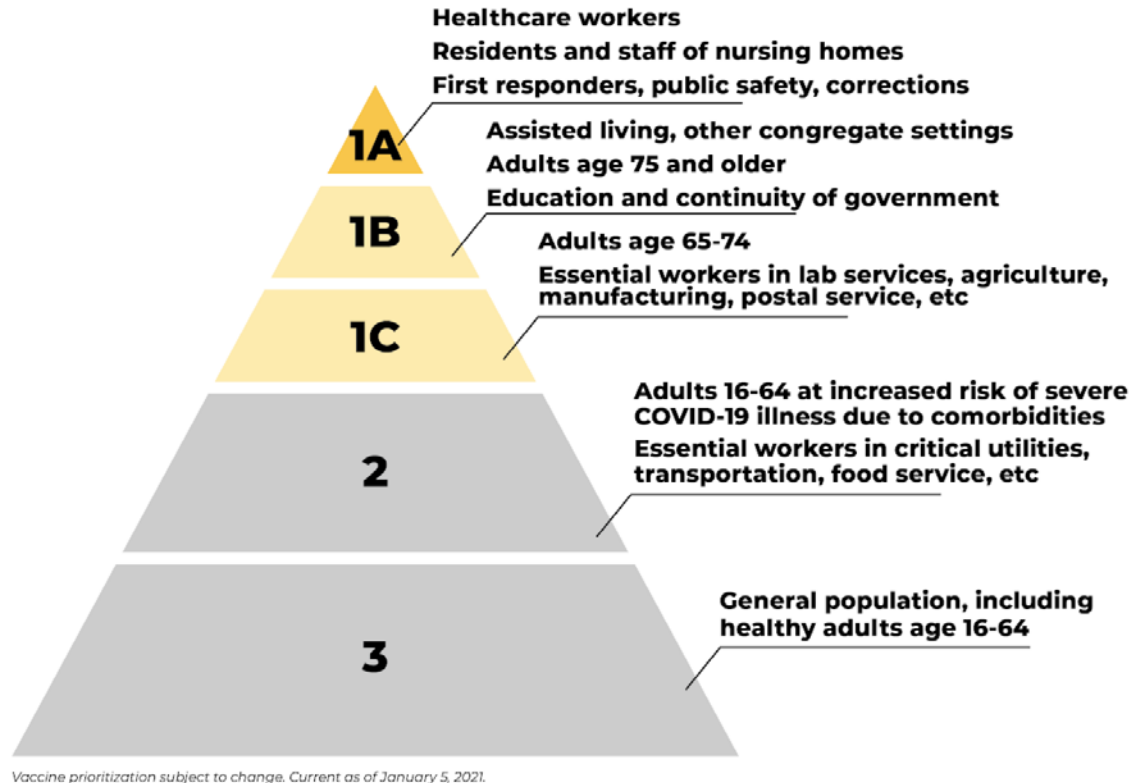 Healthcare workers
Residents and staff of nursing homes
First responders, public safety, corrections
1A
Assisted living, other congregate settings
Adults age 75 and older
Education and continuity of government
1B
Adults age 65-74
Essential workers in lab services, agriculture,
manufacturing, postal service, etc
1C
Adults 16-64 at increased risk of severe
COVID-19 illness due to comorbidities
Essential workers in critical utilities,
transportation, food service, etc
2
General population, including
healthy adults age 16-64
3
Vaccine prioritization subject to change. Current as of January 5, 2021.